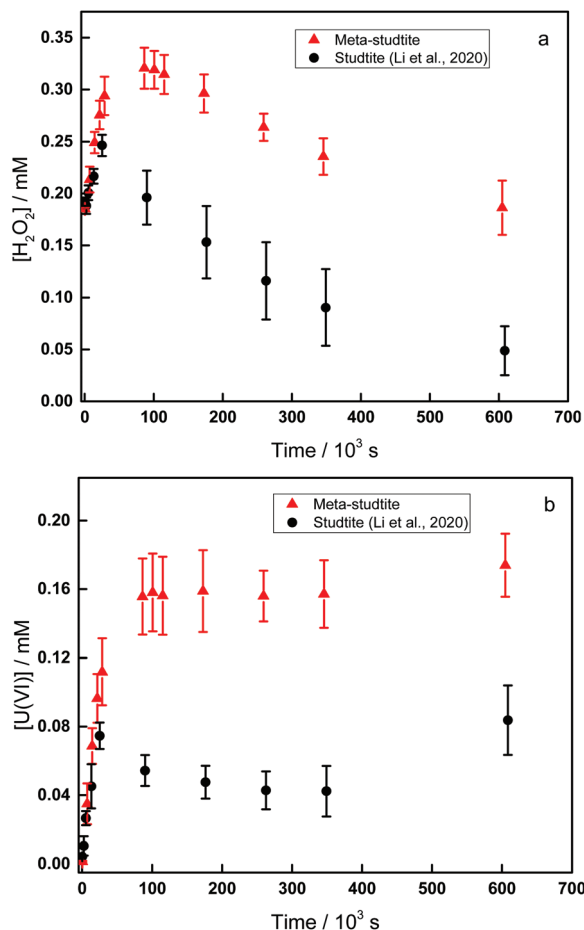 a
Meta-studtite
Studtite (Li et al., 2020)
[H₂O₂] / mM
0.35
0.30
0.25
0.20
0.15
0.10
0.05
0.00
0 100 200 300 400 500 600 700
Time / 10³ s
b
Meta-studtite
Studtite (Li et al., 2020)
[U(VI)] / mM
0.20
0.16
0.12
0.08
0.04
0.00
0 100 200 300 400 500 600 700
Time / 10³ s